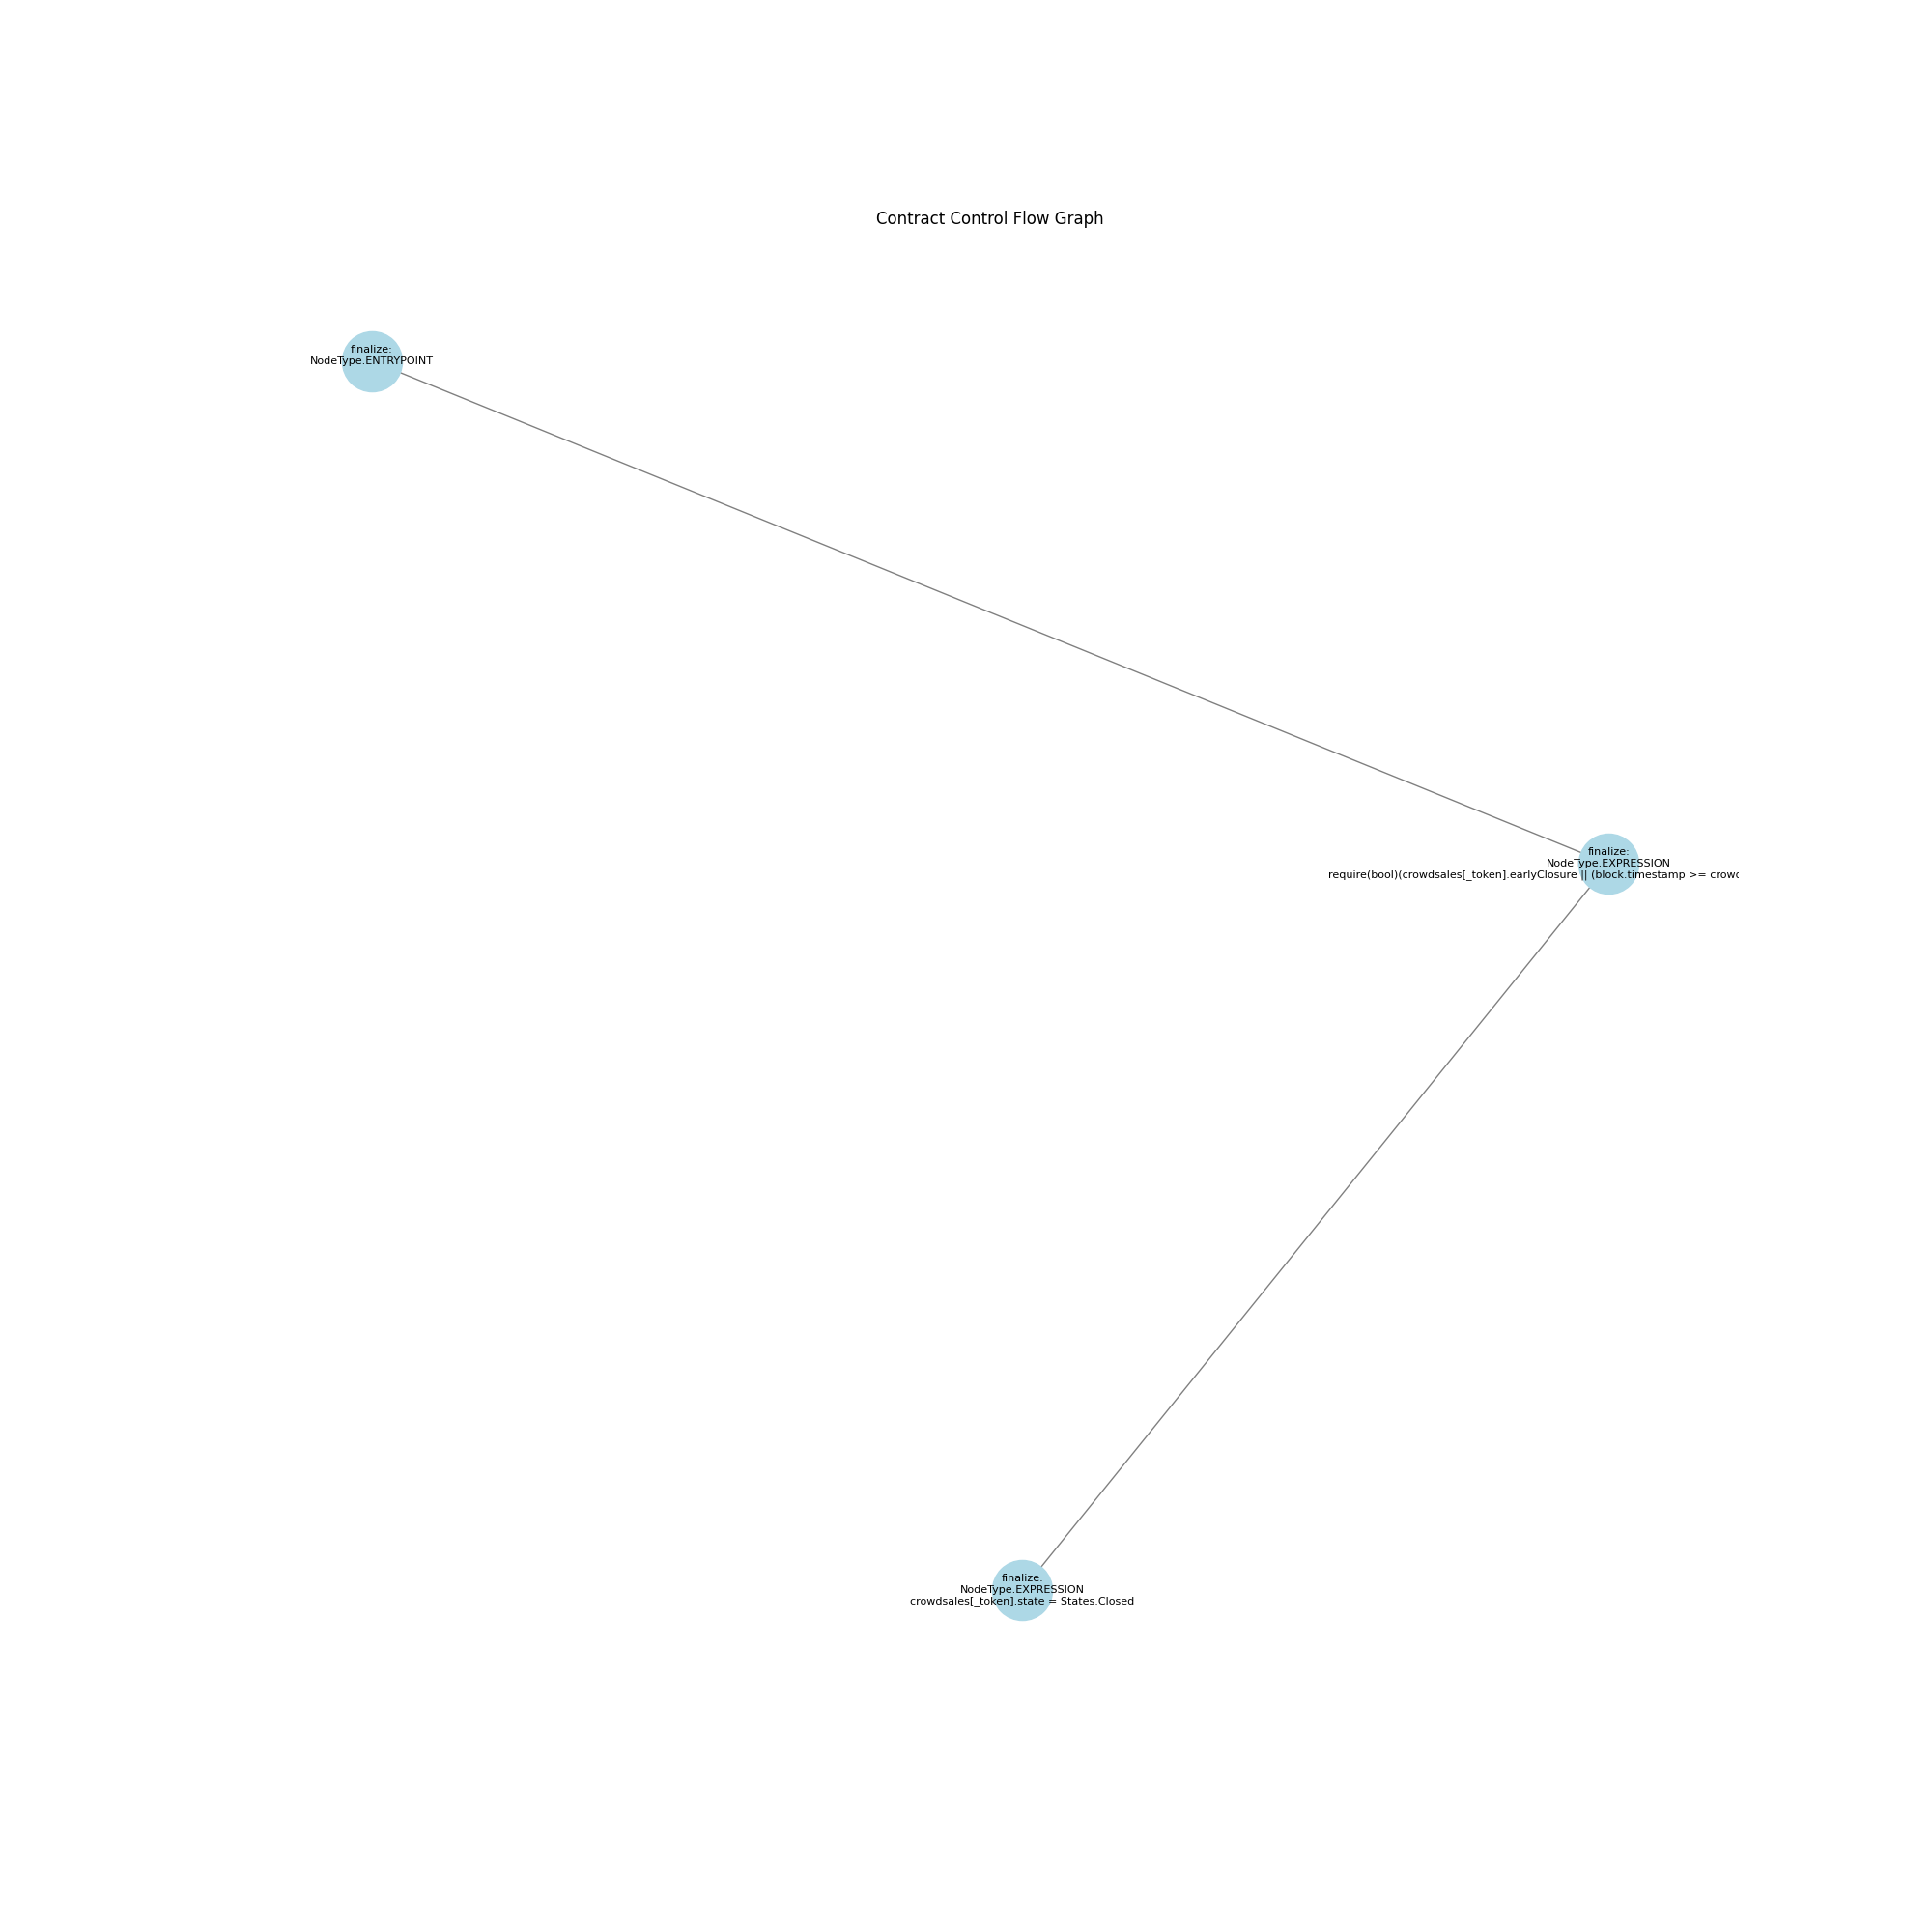 Contract Control Flow Graph
finalize:
NodeType.ENTRYPOINT
finalize:
NodeType.EXPRESSION
require(bool)(crowdsales[_token].earlyClosure || (block.timestamp >= crowd
finalize:
NodeType.EXPRESSION
crowdsales[_token].state = States.Closed